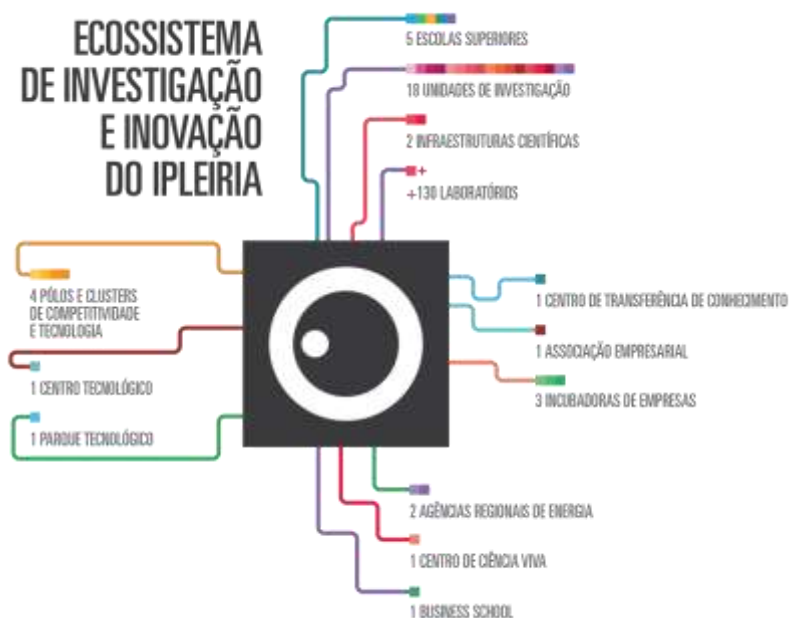 ECOSSISTEMA
DE INVESTIGAÇÃO
E INOVAÇÃO
DO IPLEIRIA
5 ESCOLAS SUPERIORES
18 UNIDADES DE INVESTIGAÇÃO
2 INFRAESTRUTURAS CIENTÍFICAS
+
+130 LABORATÓRIOS
4 PÓLOS E CLUSTERS
DE COMPETITIVIDADE
E TECNOLOGIA
1 CENTRO TECNOLÓGICO
1 PARQUE TECNOLÓGICO
1 CENTRO DE TRANSFERÊNCIA DE CONHECIMENTO
1 ASSOCIAÇÃO EMPRESARIAL
3 INCUBADORAS DE EMPRESAS
2 AGÊNCIAS REGIONAIS DE ENERGIA
1 CENTRO DE CIÊNCIA VIVA
1 BUSINESS SCHOOL